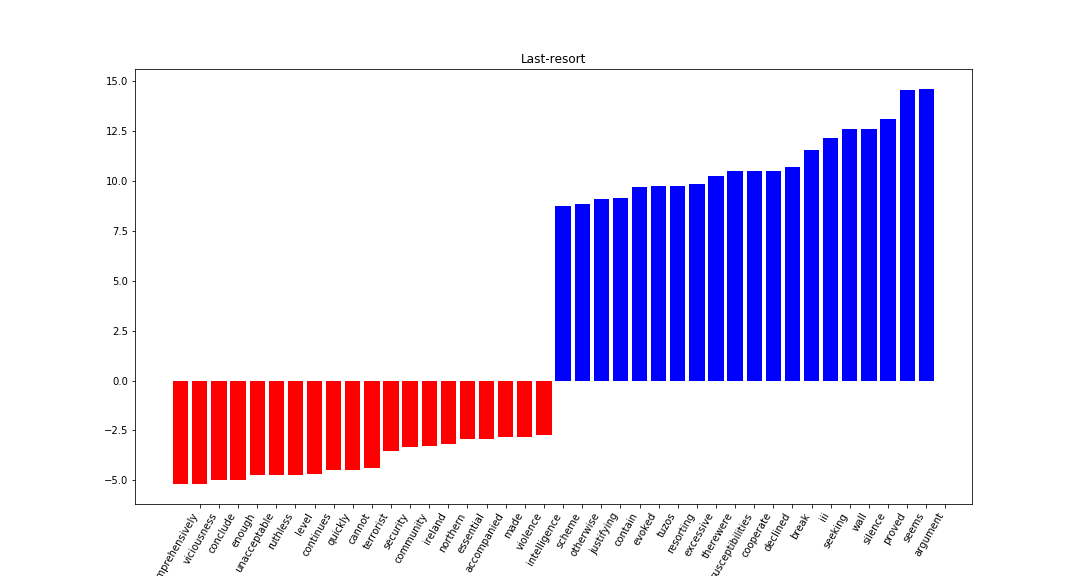 Last-resort
15.0
12.5
10.0
7.5
5.0
2.5
0.0
−2.5
−5.0
mprehensively
viciousness
conclude
enough
unacceptable
ruthless
level
continues
quickly
cannot
terrorist
security
community
ireland
northern
essential
accompanied
made
violence
intelligence
scheme
otherwise
justifying
contain
evoked
tuzos
resorting
excessive
therewere
susceptibilities
cooperate
declined
break
iii
seeking
wall
silence
proved
seems
argument